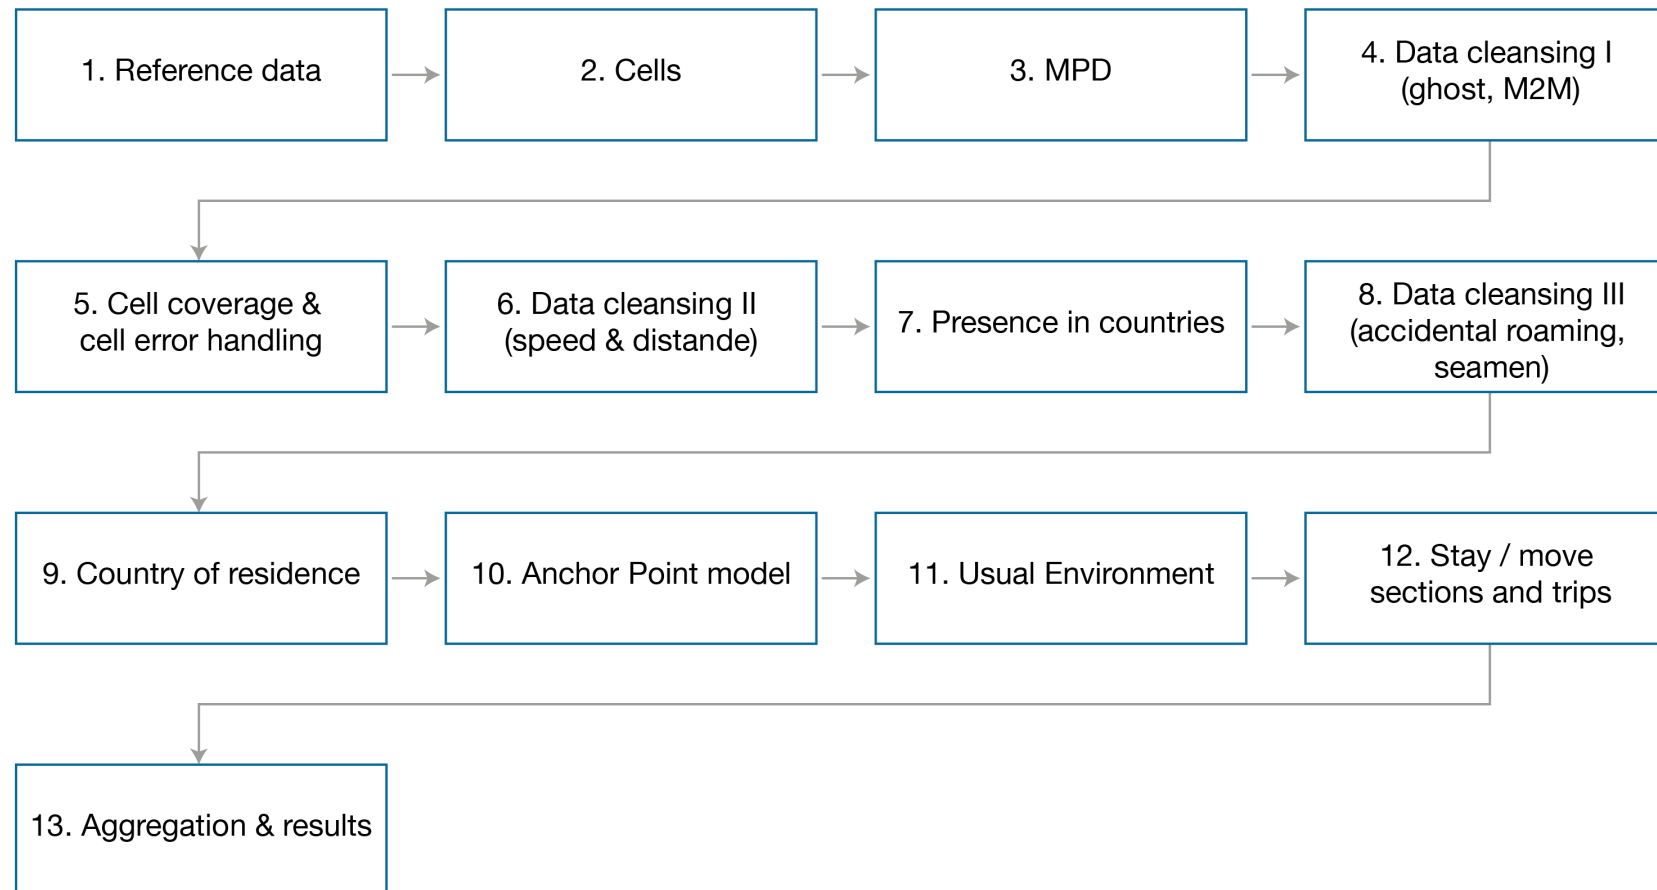 1. Reference data
2. Cells
3. MPD
4. Data cleansing I
(ghost, M2M)
5. Cell coverage &
cell error handling
6. Data cleansing II
(speed & distande)
7. Presence in countries
8. Data cleansing III
(accidental roaming,
seamen)
9. Country of residence
10. Anchor Point model
11. Usual Environment
12. Stay / move
sections and trips
13. Aggregation & results